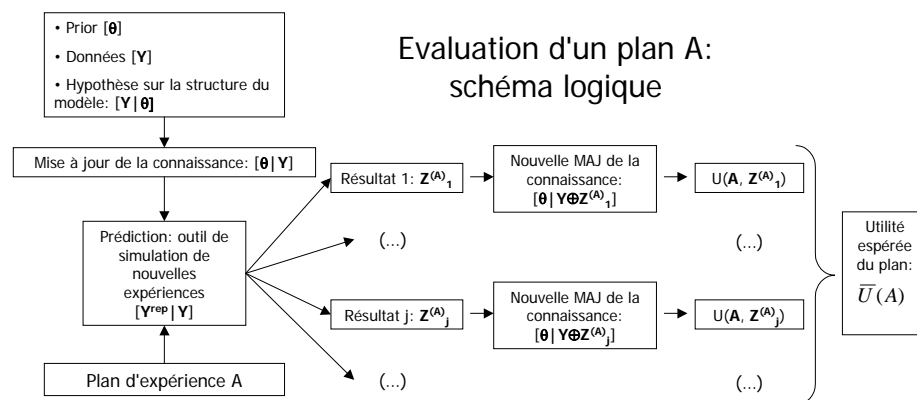 Evaluation d'un plan A:
schéma logique
• Prior [θ]
• Données [Y]
• Hypothèse sur la structure du
modèle: [Y|θ]
Mise à jour de la connaissance: [θ|Y]
Prédiction: outil de
simulation de
nouvelles
expériences
[Yʳᵉᵖ|Y]
Plan d'expérience A
Résultat 1: Z⁽ᴬ⁾₁
Nouvelle MAJ de la
connaissance:
[θ|Y⊕Z⁽ᴬ⁾₁]
U(A, Z⁽ᴬ⁾₁)
(...)
(...)
Résultat j: Z⁽ᴬ⁾ⱼ
Nouvelle MAJ de la
connaissance:
[θ|Y⊕Z⁽ᴬ⁾ⱼ]
U(A, Z⁽ᴬ⁾ⱼ)
(...)
(...)
Utilité
espérée
du plan:
U̅(A)